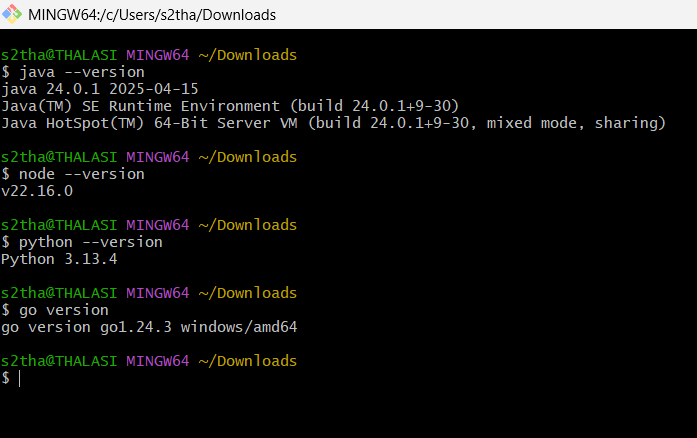 MINGW64:/c/Users/s2tha/Downloads
s2tha@THALASI MINGW64 ~/Downloads
$ java --version
java 24.0.1 2025-04-15
Java(TM) SE Runtime Environment (build 24.0.1+9-30)
Java HotSpot(TM) 64-Bit Server VM (build 24.0.1+9-30, mixed mode, sharing)
s2tha@THALASI MINGW64 ~/Downloads
$ node --version
v22.16.0
s2tha@THALASI MINGW64 ~/Downloads
$ python --version
Python 3.13.4
s2tha@THALASI MINGW64 ~/Downloads
$ go version
go version go1.24.3 windows/amd64
s2tha@THALASI MINGW64 ~/Downloads
$